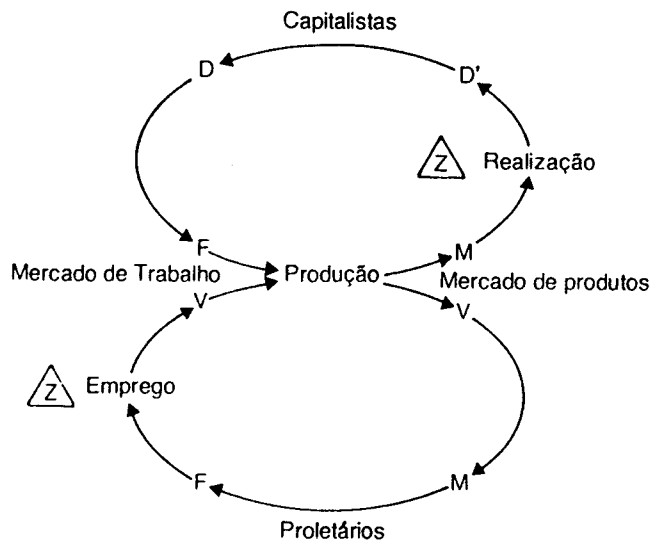 Capitalistas
D
D'
Z Realização
F
M
Mercado de Trabalho
Produção
Mercado de produtos
V
V
Z Emprego
F
M
Proletários